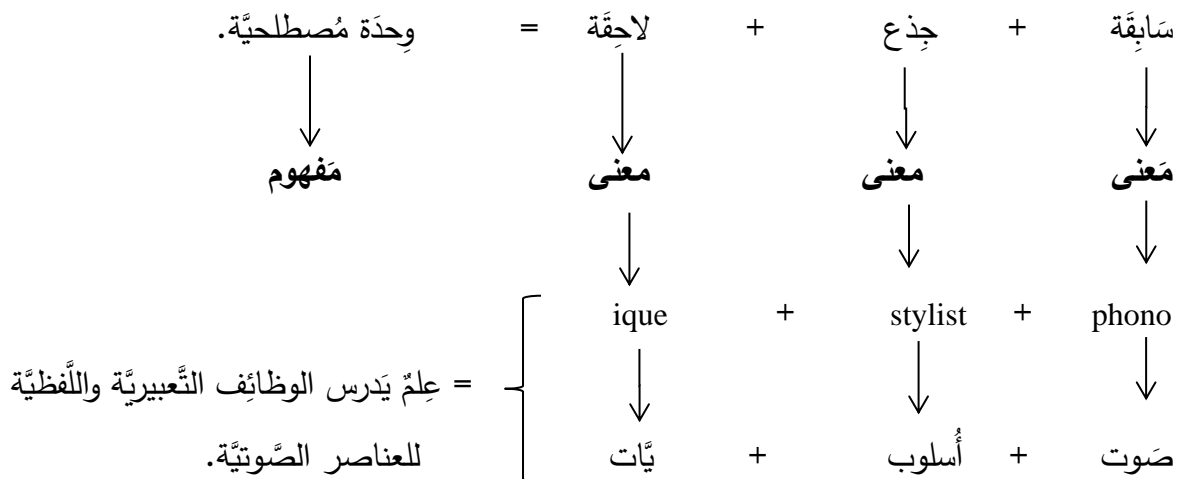 سَابِقَة + جِذع + لاحِقَة = وِحدَة مُصطلحيَّة.
مَعنى معنى معنى مَفهوم
phono + stylist + ique
= عِلمٌ يَدرس الوظائِف التَّعبيريَّة واللَّفظيَّة
صَوت + أُسلوب + يَّات للعناصر الصَّوتيَّة.